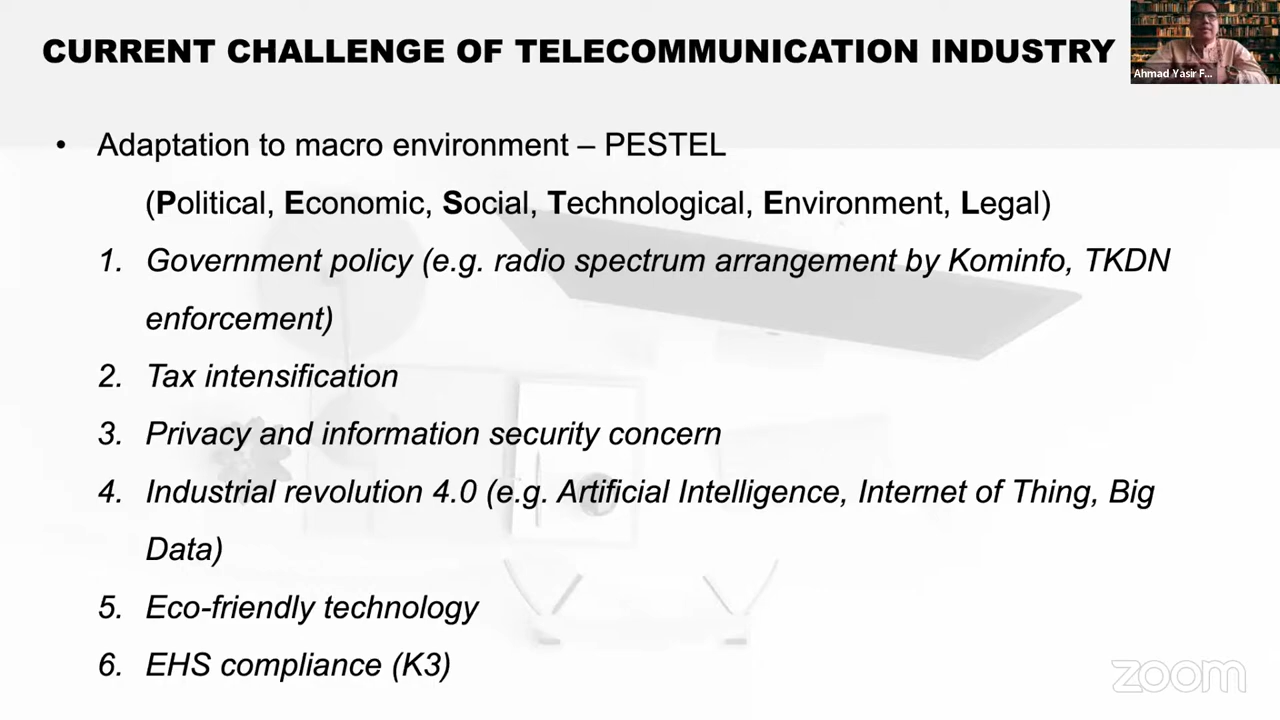 CURRENT CHALLENGE OF TELECOMMUNICATION INDUSTRY
Ahmad Yasir F...
• Adaptation to macro environment – PESTEL
(Political, Economic, Social, Technological, Environment, Legal)
1. Government policy (e.g. radio spectrum arrangement by Kominfo, TKDN
enforcement)
2. Tax intensification
3. Privacy and information security concern
4. Industrial revolution 4.0 (e.g. Artificial Intelligence, Internet of Thing, Big
Data)
5. Eco-friendly technology
6. EHS compliance (K3)
zoom